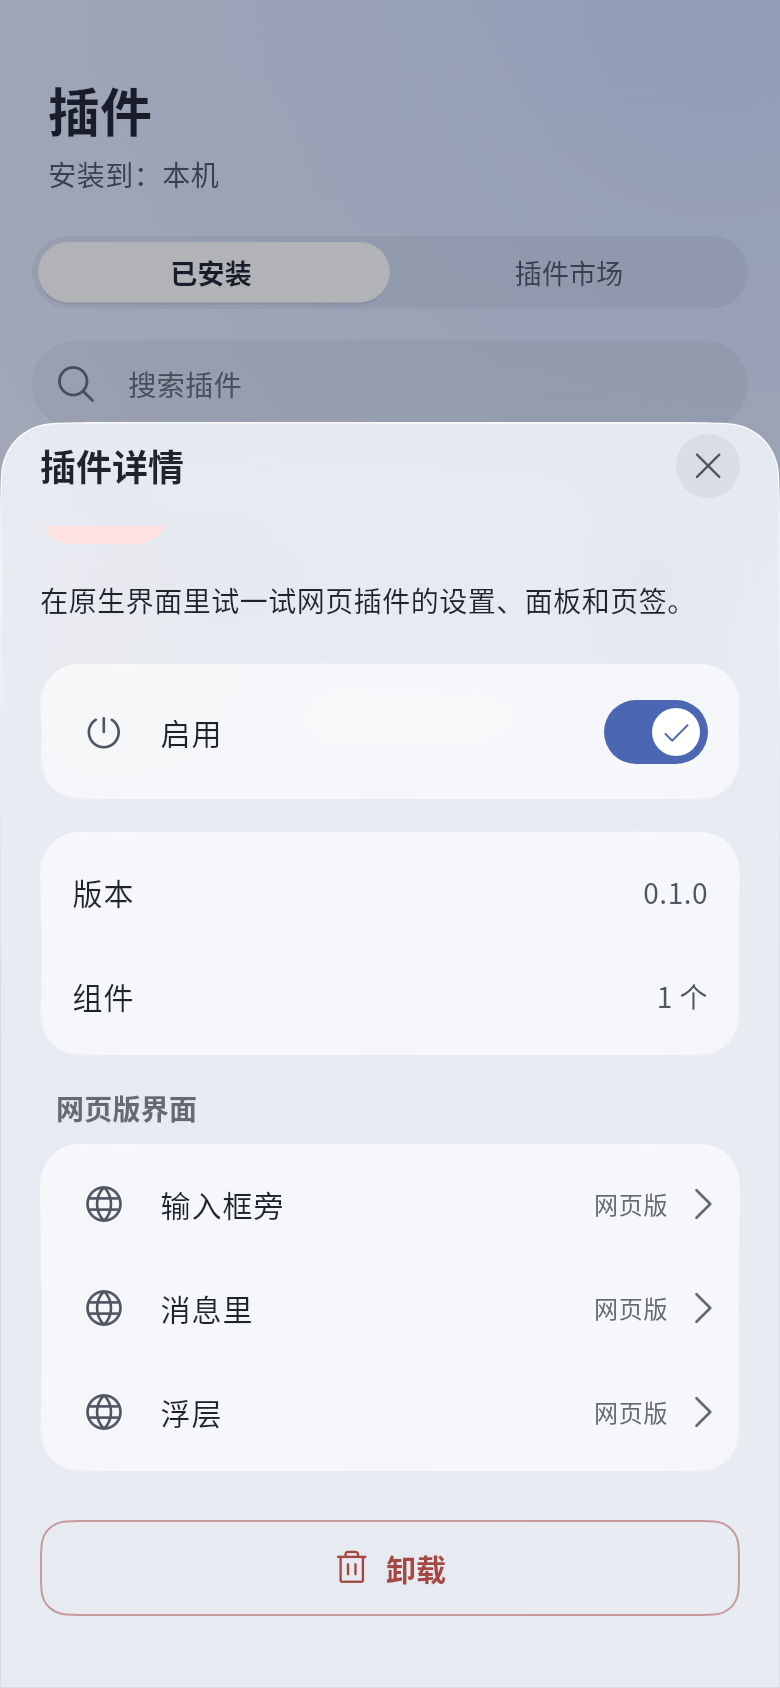 插件
安装到：本机
已安装
插件市场
搜索插件
插件详情
在原生界面里试一试网页插件的设置、面板和页签。
启用
版本
0.1.0
组件
1 个
网页版界面
输入框旁
网页版
消息里
网页版
浮层
网页版
卸载